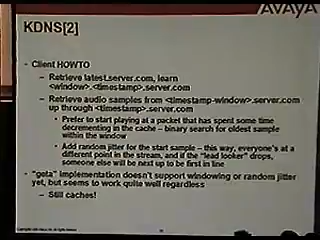 AVAYA
KDNS[2]
- Client HOWTO
– Retrieve latest.server.com, learn
<window>.<timestamp>.server.com
– Retrieve audio samples from <timestamp-window>.server.com
up through <timestamp>.server.com
• Prefer to start playing at a packet that has spent some time
decrementing in the cache – binary search for oldest sample
within the window
• Add random jitter for the start sample – this way, everyone's at a
different point in the stream, and if the "lead looker" drops,
someone else will be next up to be first in line
- implementation doesn't support windowing or random jitter
yet, but seems to work quite well regardless
– Still caches!